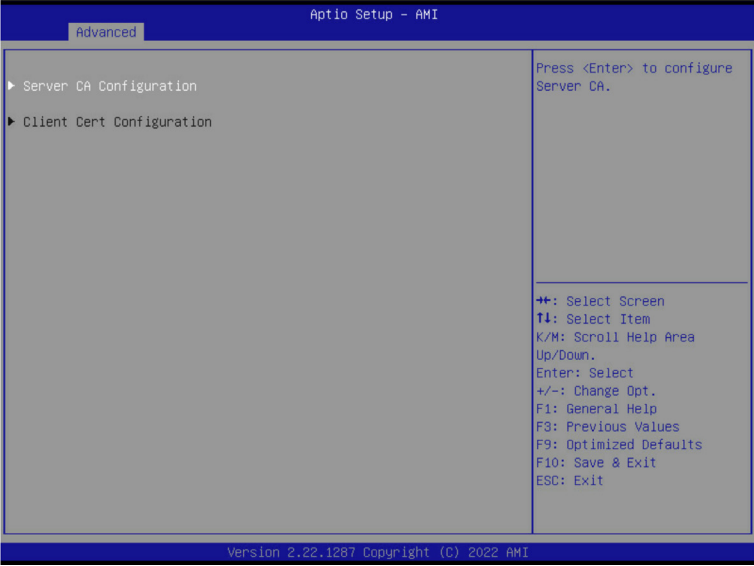 Aptio Setup – AMI
Advanced
▶ Server CA Configuration
▶ Client Cert Configuration
Press <Enter> to configure
Server CA.
→←: Select Screen
↑↓: Select Item
K/M: Scroll Help Area
Up/Down.
Enter: Select
+/-: Change Opt.
F1: General Help
F3: Previous Values
F9: Optimized Defaults
F10: Save & Exit
ESC: Exit
Version 2.22.1287 Copyright (C) 2022 AMI